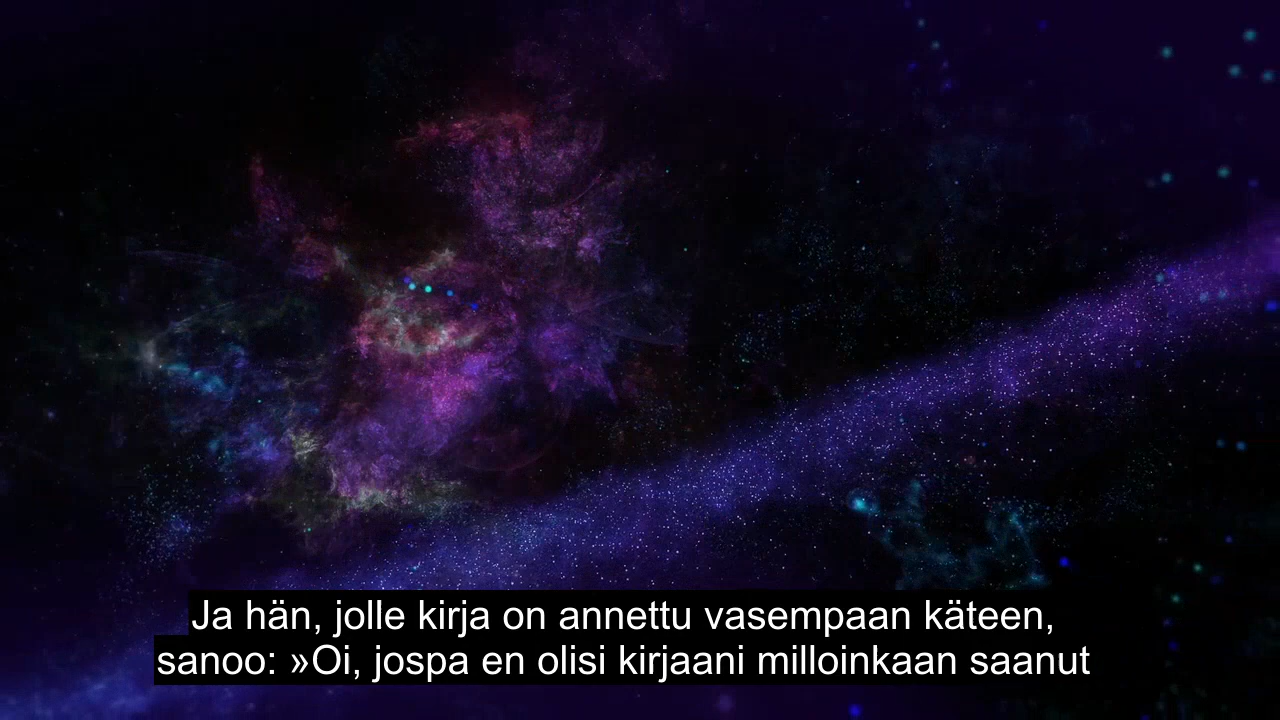 Ja hän, jolle kirja on annettu vasempaan käteen,
sanoo: »Oi, jospa en olisi kirjaani milloinkaan saanut